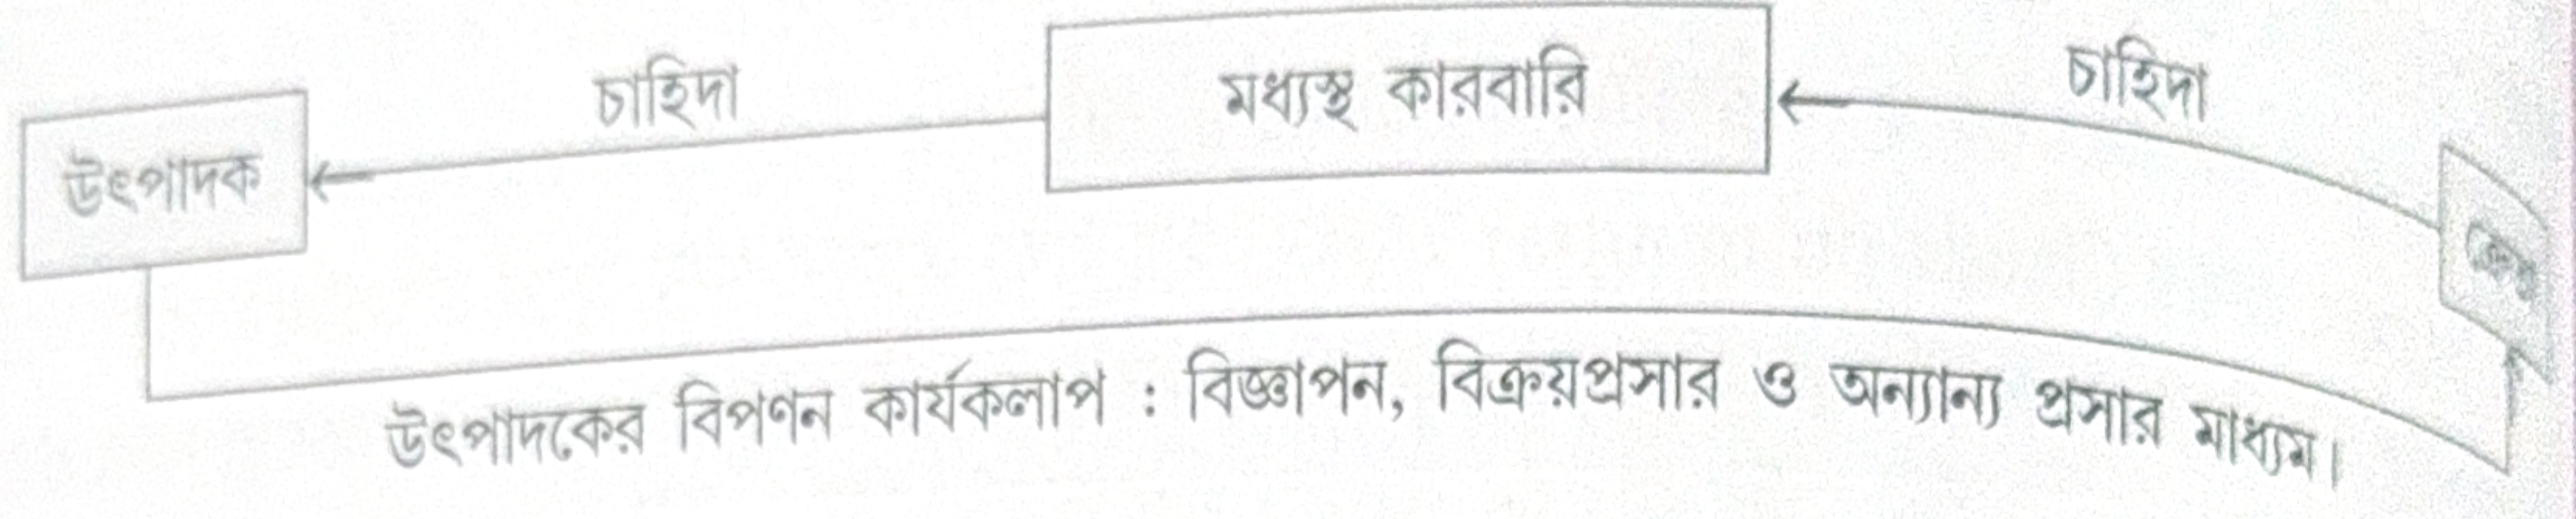 চাহিদা
মধ্যস্থ কারবারি
চাহিদা
উৎপাদক
উৎপাদকের বিপণন কার্যকলাপ : বিজ্ঞাপন, বিক্রয়প্রসার ও অন্যান্য প্রসার মাধ্যম।